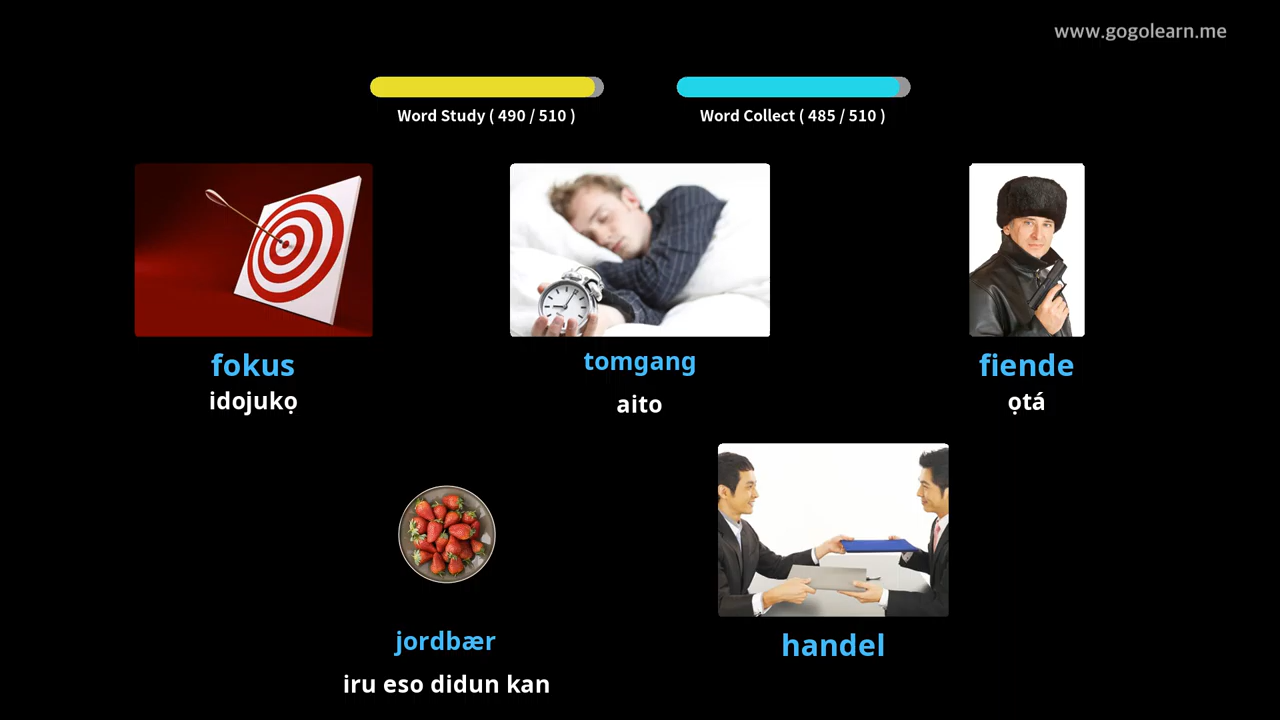 www.gogolearn.me
Word Study ( 490 / 510 )
Word Collect ( 485 / 510 )
fokus
idojukọ
tomgang
aito
fiende
ọtá
jordbær
iru eso didun kan
handel